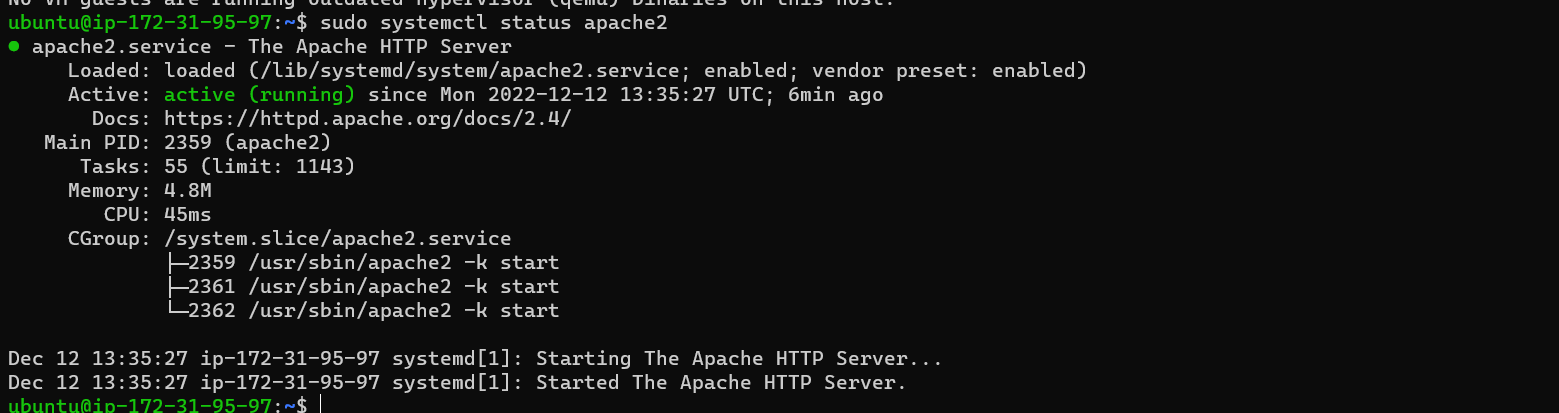 No VM guests are running outdated hypervisor (qemu) binaries on this host.
ubuntu@ip-172-31-95-97:~$ sudo systemctl status apache2
● apache2.service - The Apache HTTP Server
     Loaded: loaded (/lib/systemd/system/apache2.service; enabled; vendor preset: enabled)
     Active: active (running) since Mon 2022-12-12 13:35:27 UTC; 6min ago
       Docs: https://httpd.apache.org/docs/2.4/
   Main PID: 2359 (apache2)
      Tasks: 55 (limit: 1143)
     Memory: 4.8M
        CPU: 45ms
     CGroup: /system.slice/apache2.service
             ├─2359 /usr/sbin/apache2 -k start
             ├─2361 /usr/sbin/apache2 -k start
             └─2362 /usr/sbin/apache2 -k start
Dec 12 13:35:27 ip-172-31-95-97 systemd[1]: Starting The Apache HTTP Server...
Dec 12 13:35:27 ip-172-31-95-97 systemd[1]: Started The Apache HTTP Server.
ubuntu@ip-172-31-95-97:~$